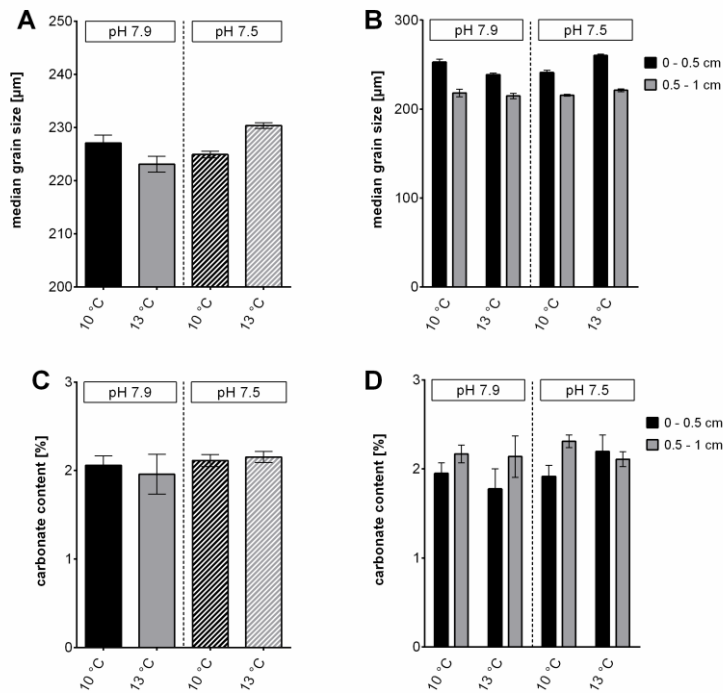 A
median grain size [µm]
250
240
230
220
210
200
pH 7.9
pH 7.5
10 °C
13 °C
10 °C
13 °C
B
median grain size [µm]
300
200
100
0
pH 7.9
pH 7.5
10 °C
13 °C
10 °C
13 °C
0 - 0.5 cm
0.5 - 1 cm
C
carbonate content [%]
3
2
1
0
pH 7.9
pH 7.5
10 °C
13 °C
10 °C
13 °C
D
carbonate content [%]
3
2
1
0
pH 7.9
pH 7.5
10 °C
13 °C
10 °C
13 °C
0 - 0.5 cm
0.5 - 1 cm